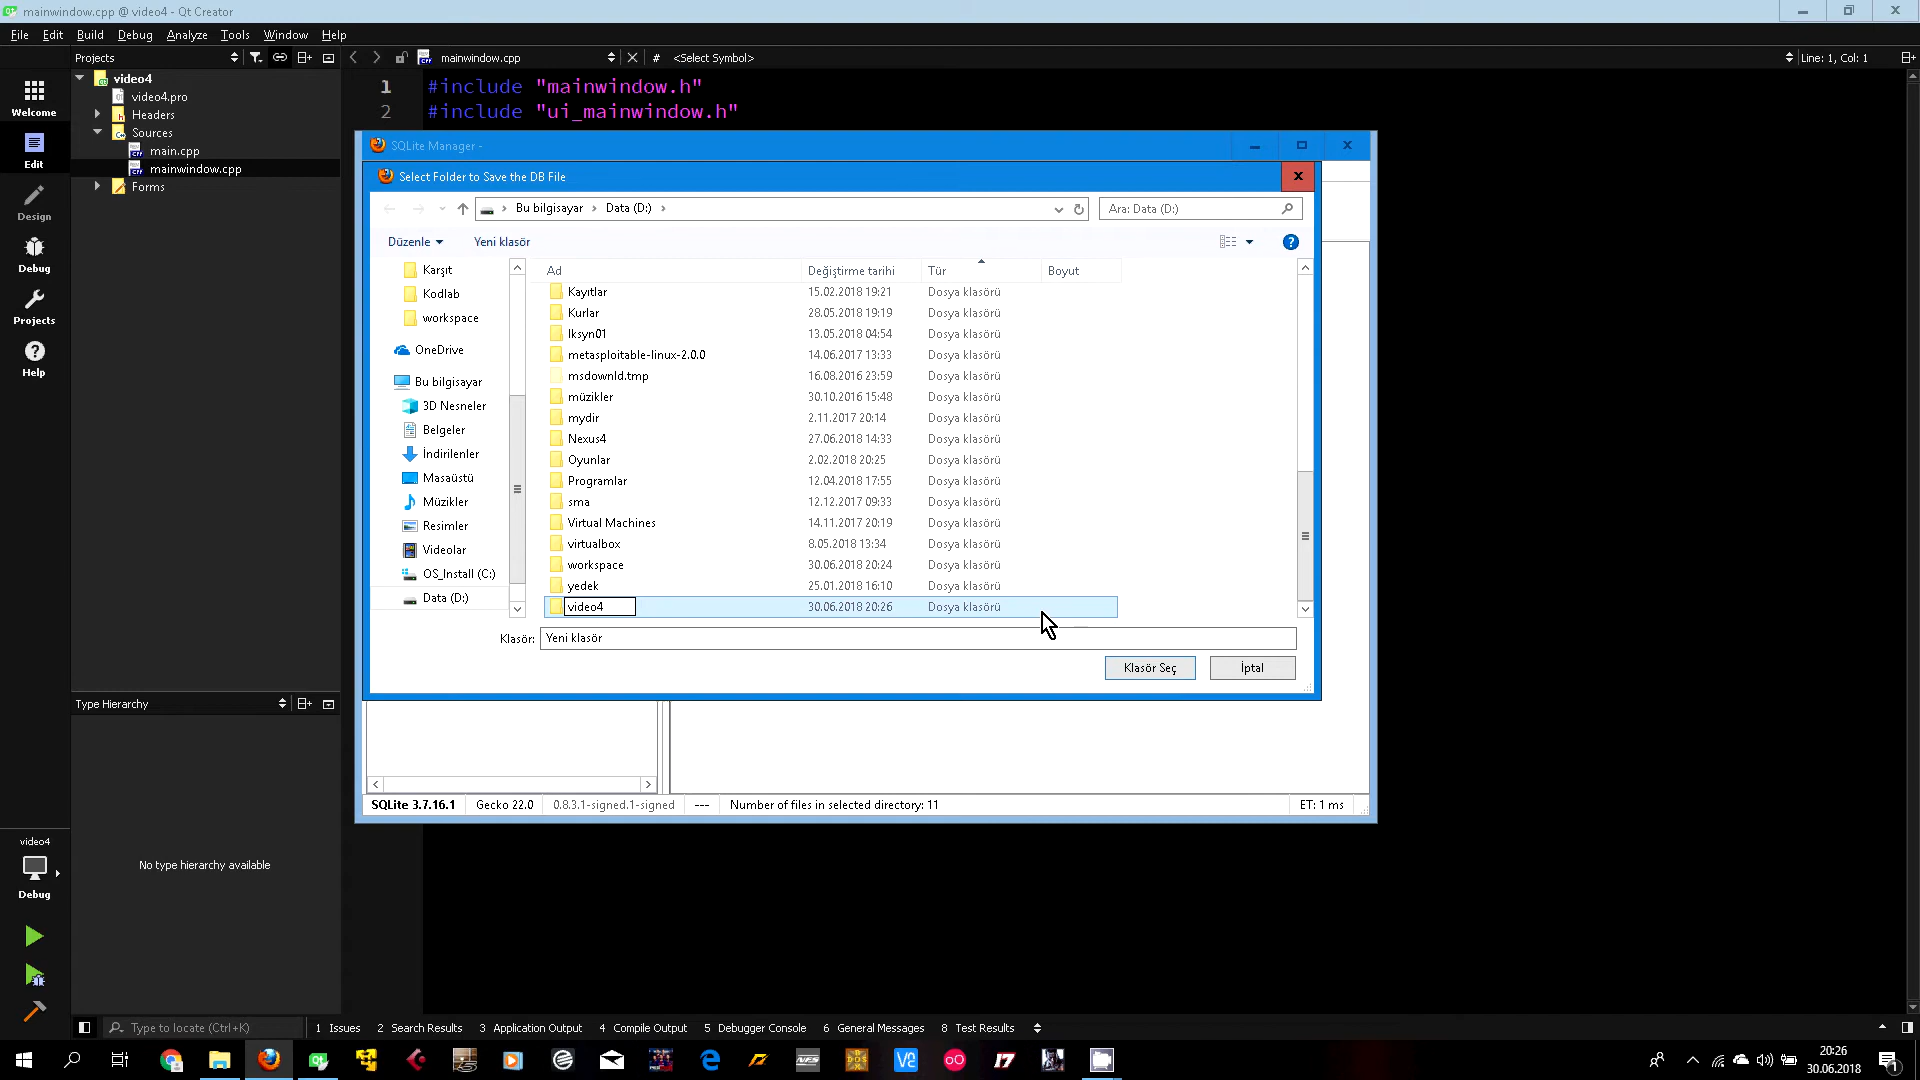 mainwindow.cpp @ video4 - Qt Creator
File Edit Build Debug Analyze Tools Window Help
Projects
mainwindow.cpp
# <Select Symbol>
Line: 1, Col: 1
Welcome
Edit
Design
Debug
Projects
Help
video4
video4.pro
Headers
Sources
main.cpp
mainwindow.cpp
Forms
1 #include "mainwindow.h"
2 #include "ui_mainwindow.h"
SQLite Manager -
Select Folder to Save the DB File
Bu bilgisayar > Data (D:) >
Ara: Data (D:)
Düzenle
Yeni klasör
Karşıt
Kodlab
workspace
OneDrive
Bu bilgisayar
3D Nesneler
Belgeler
İndirilenler
Masaüstü
Müzikler
Resimler
Videolar
OS_Install (C:)
Data (D:)
Ad Değiştirme tarihi Tür Boyut
Kayıtlar 15.02.2018 19:21 Dosya klasörü
Kurlar 28.05.2018 19:19 Dosya klasörü
lksyn01 13.05.2018 04:54 Dosya klasörü
metasploitable-linux-2.0.0 14.06.2017 13:33 Dosya klasörü
msdownld.tmp 16.08.2016 23:59 Dosya klasörü
müzikler 30.10.2016 15:48 Dosya klasörü
mydir 2.11.2017 20:14 Dosya klasörü
Nexus4 27.06.2018 14:33 Dosya klasörü
Oyunlar 2.02.2018 20:25 Dosya klasörü
Programlar 12.04.2018 17:55 Dosya klasörü
sma 12.12.2017 09:33 Dosya klasörü
Virtual Machines 14.11.2017 20:19 Dosya klasörü
virtualbox 8.05.2018 13:34 Dosya klasörü
workspace 30.06.2018 20:24 Dosya klasörü
yedek 25.01.2018 16:10 Dosya klasörü
video4 30.06.2018 20:26 Dosya klasörü
Klasör: Yeni klasör
Klasör Seç
İptal
SQLite 3.7.16.1 Gecko 22.0 0.8.3.1-signed.1-signed --- Number of files in selected directory: 11 ET: 1 ms
Type Hierarchy
No type hierarchy available
video4
Debug
Type to locate (Ctrl+K)
1 Issues 2 Search Results 3 Application Output 4 Compile Output 5 Debugger Console 6 General Messages 8 Test Results
NFS
DOS
17
20:26
30.06.2018
1